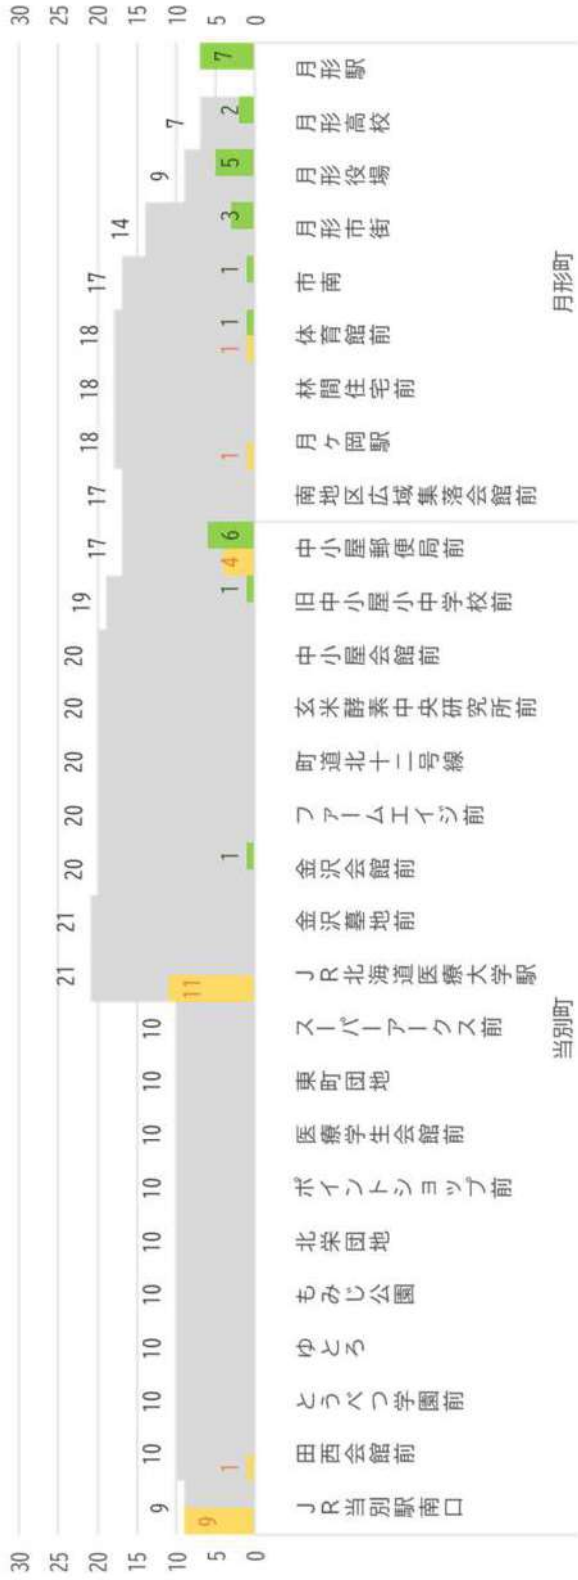 30
25
20
15
10
5
0
9 10 10 10 10 10 10 10 10 10 21 21 20 20 20 20 20 19 17 17 18 18 18 17 14 9 7
9 1 11 1 1 4 6 1 1 1 1 3 5 2 7
30
25
20
15
10
5
0
JR当別駅南口
田西会館前
とうべつ学園前
ゆとろ
もみじ公園
北栄団地
ポイントショップ前
医療学生会館前
東町団地
スーパーアークス前
JR北海道医療大学駅
金沢墓地前
金沢会館前
ファームエイジ前
町道北十二号線
玄米酵素中央研究所前
中小屋会館前
旧中小屋小中学校前
中小屋郵便局前
南地区広域集落会館前
月ヶ岡駅
林間住宅前
体育館前
市南
月形市街
月形役場
月形高校
月形駅
当別町
月形町